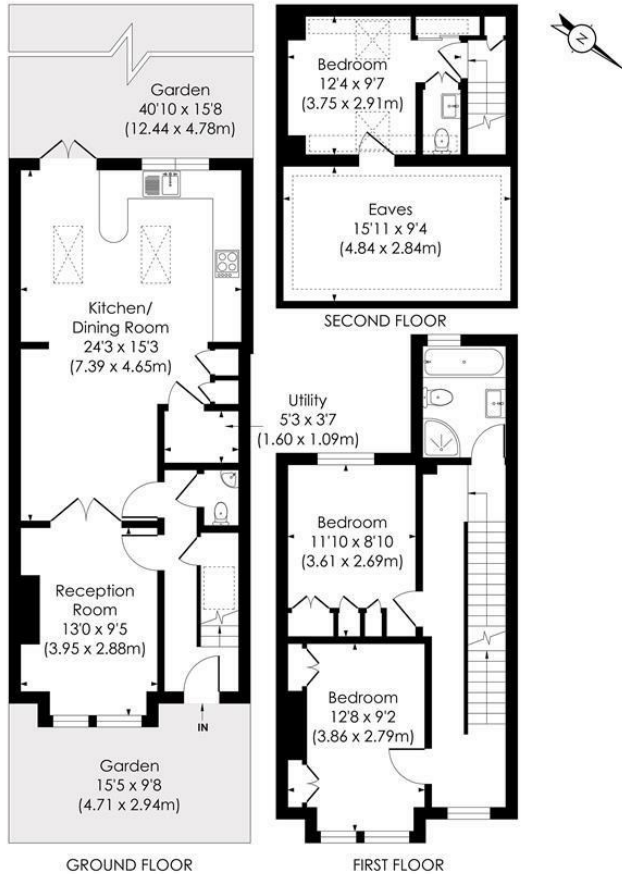 Garden
40'10 x 15'8
(12.44 x 4.78m)
Kitchen/
Dining Room
24'3 x 15'3
(7.39 x 4.65m)
Utility
5'3 x 3'7
(1.60 x 1.09m)
Reception
Room
13'0 x 9'5
(3.95 x 2.88m)
IN
Garden
15'5 x 9'8
(4.71 x 2.94m)
GROUND FLOOR
N
Bedroom
12'4 x 9'7
(3.75 x 2.91m)
Eaves
15'11 x 9'4
(4.84 x 2.84m)
SECOND FLOOR
Bedroom
11'10 x 8'10
(3.61 x 2.69m)
Bedroom
12'8 x 9'2
(3.86 x 2.79m)
FIRST FLOOR